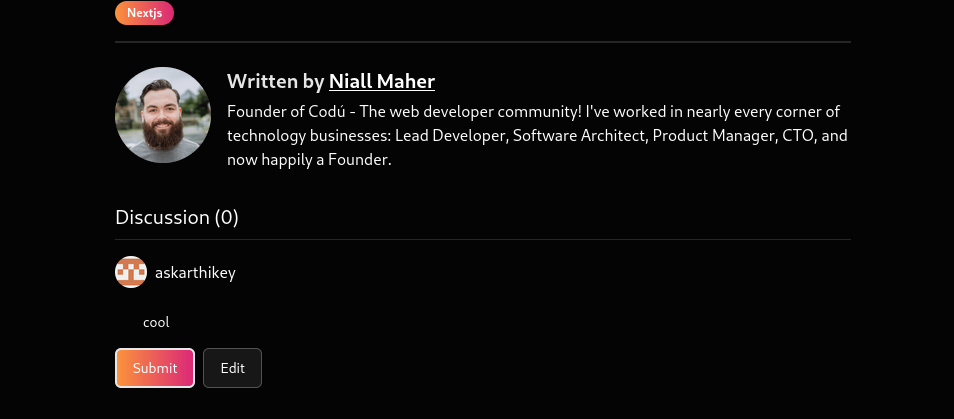 Nextjs
Written by Niall Maher
Founder of Codú - The web developer community! I've worked in nearly every corner of
technology businesses: Lead Developer, Software Architect, Product Manager, CTO, and
now happily a Founder.
Discussion (0)
askarthikey
cool
Submit Edit